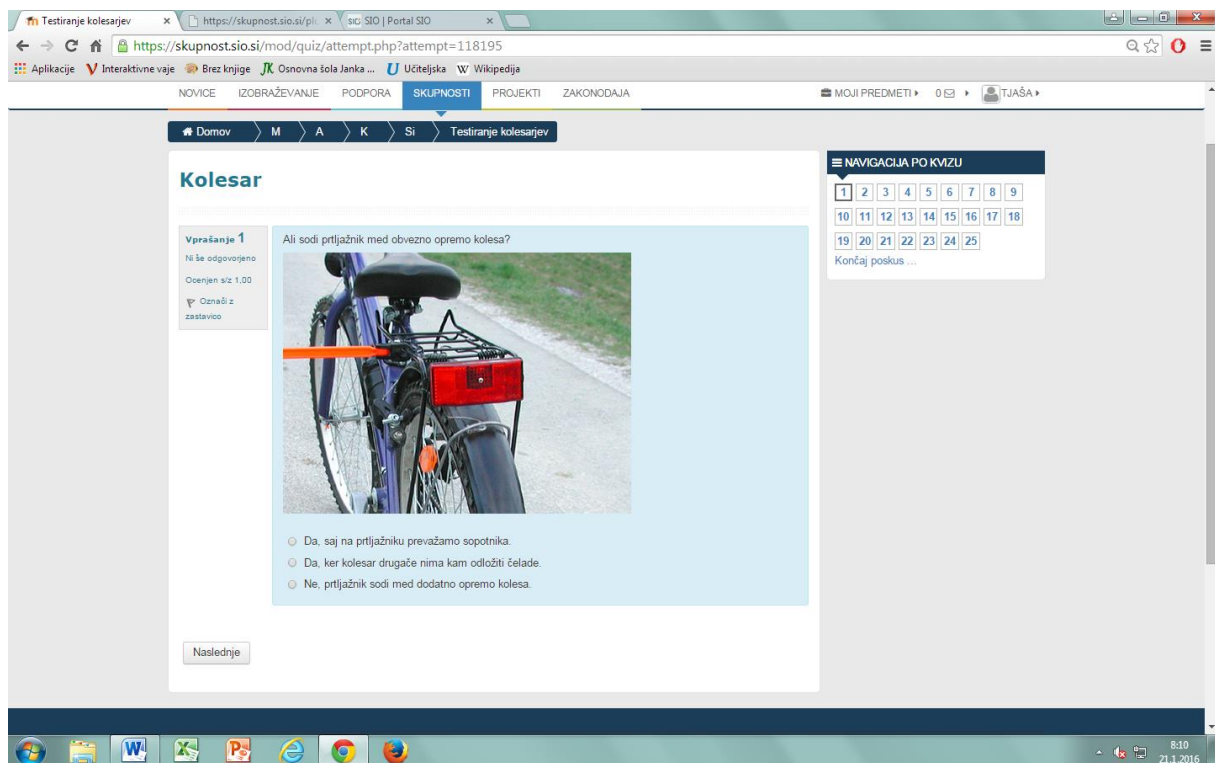 Testiranje kolesarjev
https://skupnost.sio.si/plu
SIO | Portal SIO
https://skupnost.sio.si/mod/quiz/attempt.php?attempt=118195
Aplikacije
Interaktivne vaje
Brez knjige
Osnovna šola Janka ...
Učiteljska
W Wikipedija
NOVICE IZOBRAŽEVANJE PODPORA SKUPNOSTI PROJEKTI ZAKONODAJA
MOJI PREDMETI 0 TJAŠA
Domov M A K Si Testiranje kolesarjev
Kolesar
Vprašanje 1
Ni še odgovorjeno
Ocenjen s/z 1,00
Označi z
zastavico
Ali sodi prtljažnik med obvezno opremo kolesa?
Da, saj na prtljažniku prevažamo sopotnika.
Da, ker kolesar drugače nima kam odložiti čelade.
Ne, prtljažnik sodi med dodatno opremo kolesa.
Naslednje
NAVIGACIJA PO KVIZU
1 2 3 4 5 6 7 8 9
10 11 12 13 14 15 16 17 18
19 20 21 22 23 24 25
Končaj poskus ...
8:10
21.1.2016